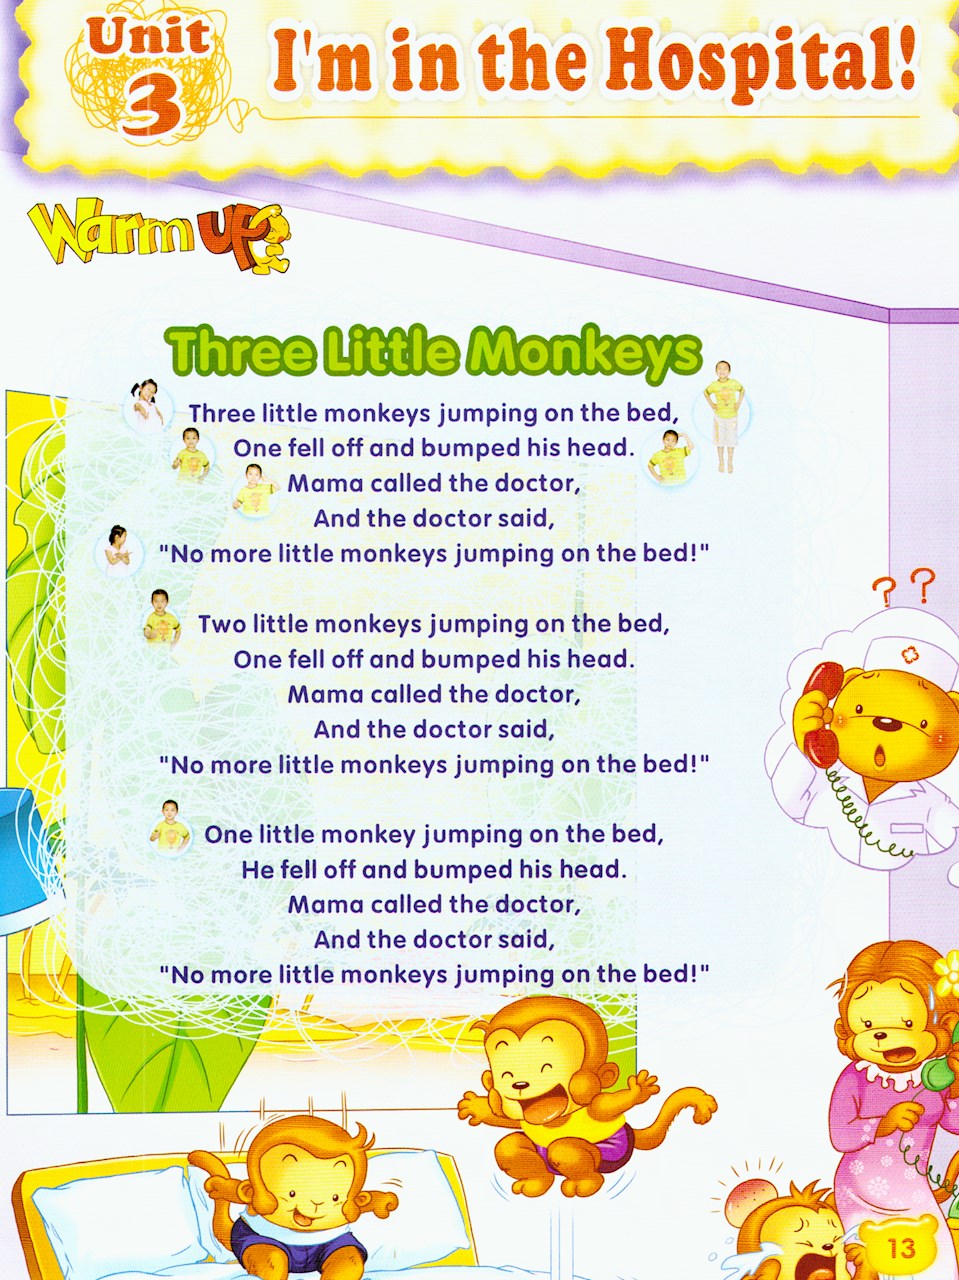 Unit
3
I'm in the Hospital!
Warm up
Three Little Monkeys
Three little monkeys jumping on the bed,
One fell off and bumped his head.
Mama called the doctor,
And the doctor said,
"No more little monkeys jumping on the bed!"
Two little monkeys jumping on the bed,
One fell off and bumped his head.
Mama called the doctor,
And the doctor said,
"No more little monkeys jumping on the bed!"
One little monkey jumping on the bed,
He fell off and bumped his head.
Mama called the doctor,
And the doctor said,
"No more little monkeys jumping on the bed!"
? ?
13